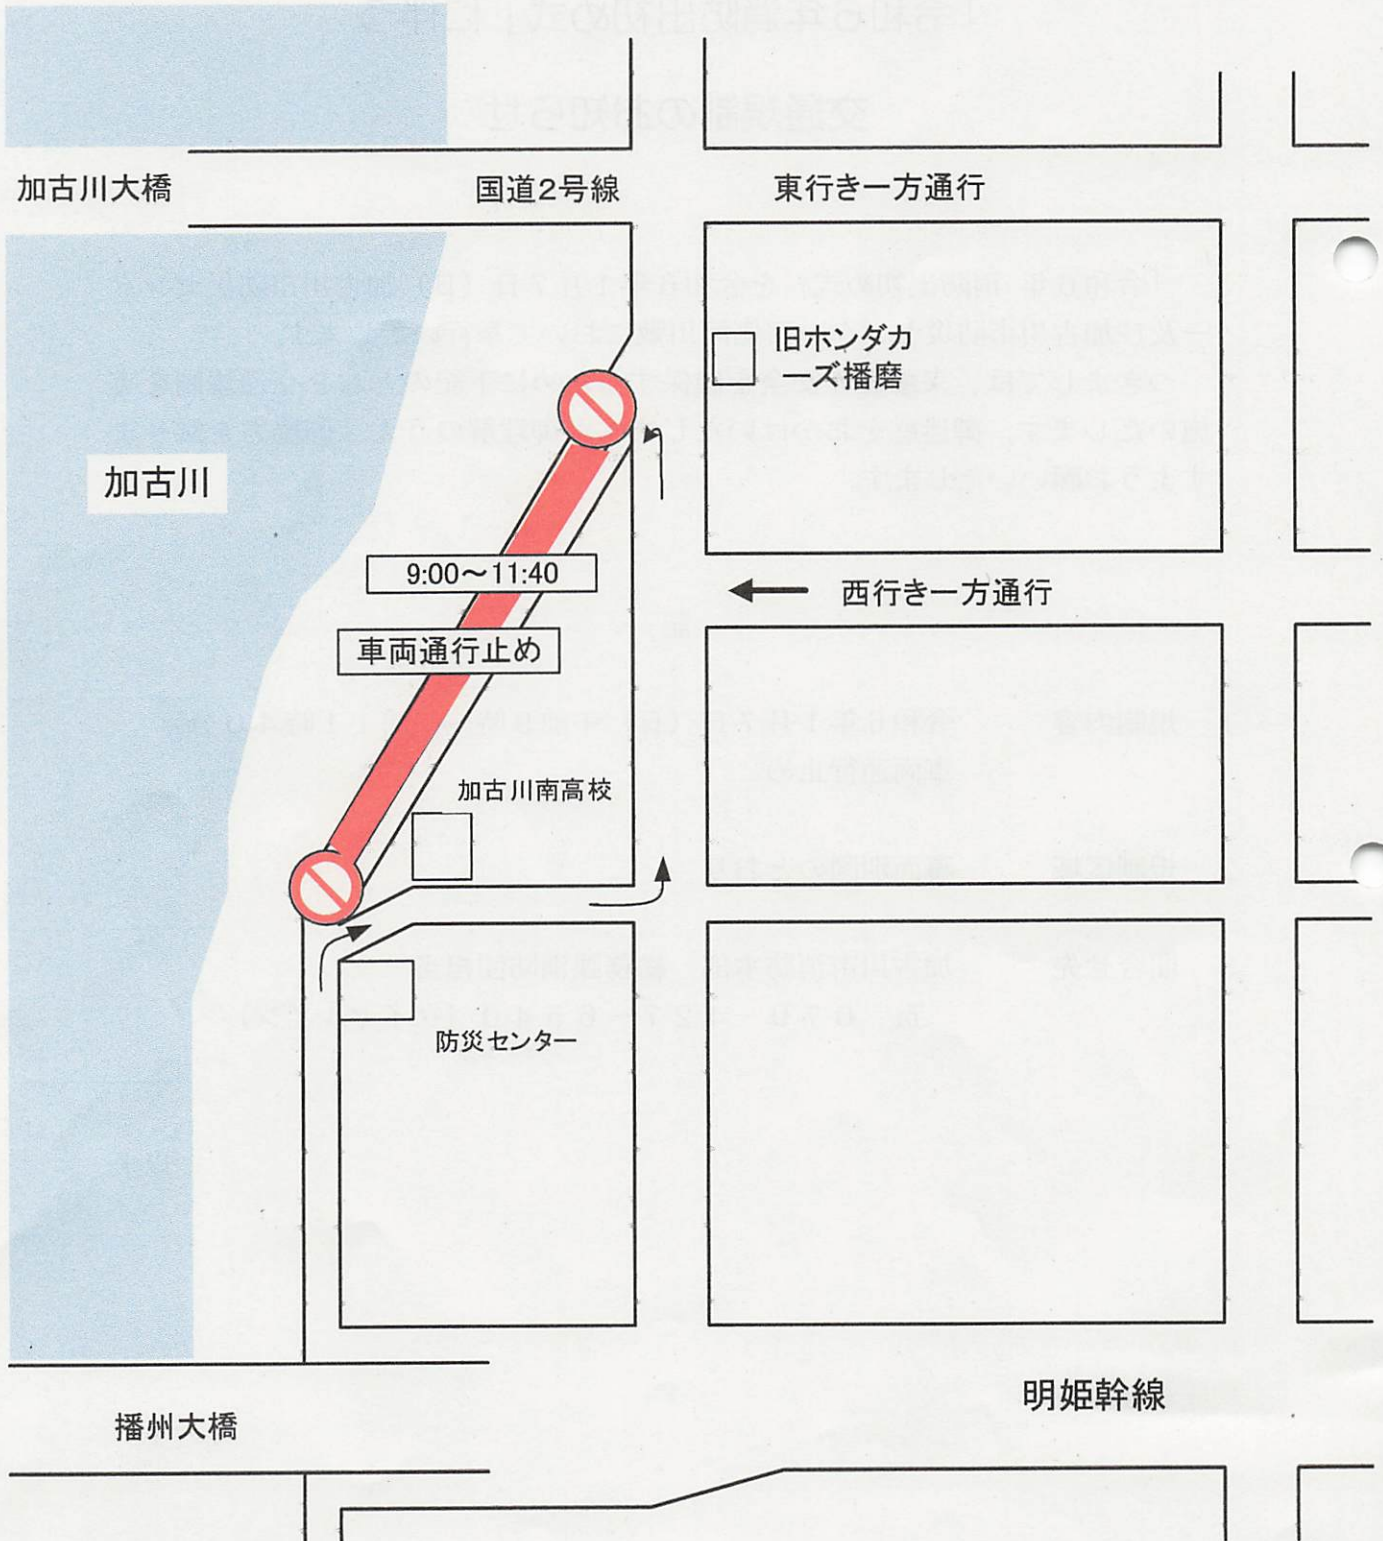 加古川大橋
国道2号線
東行き一方通行
旧ホンダカ
ーズ播磨
加古川
9:00～11:40
西行き一方通行
車両通行止め
加古川南高校
防災センター
明姫幹線
播州大橋